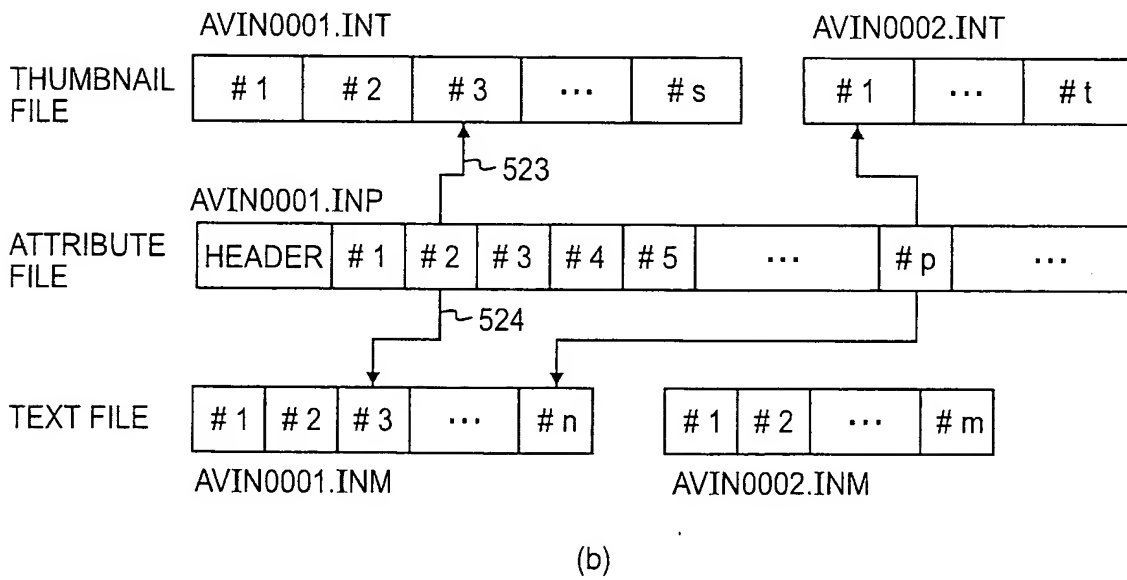 AVIN0001.INT AVIN0002.INT
THUMBNAIL
FILE
# 1 # 2 # 3 ... # s # 1 ... # t
523
AVIN0001.INP
ATTRIBUTE
FILE
HEADER # 1 # 2 # 3 # 4 # 5 ... # p ...
524
TEXT FILE
# 1 # 2 # 3 ... # n # 1 # 2 ... # m
AVIN0001.INM AVIN0002.INM
(b)